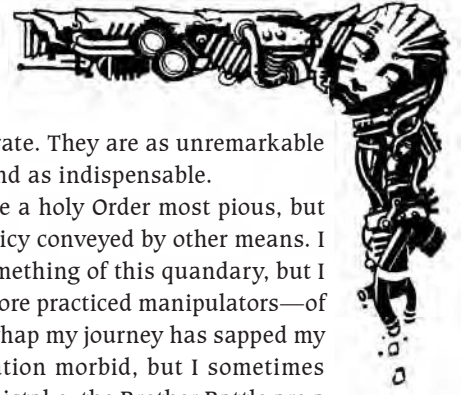 rate. They are as unremarkable
nd as indispensable.
e a holy Order most pious, but
icy conveyed by other means. I
mething of this quandary, but I
ore practiced manipulators—of
hap my journey has sapped my
ation morbid, but I sometimes
the Brother Battle are a